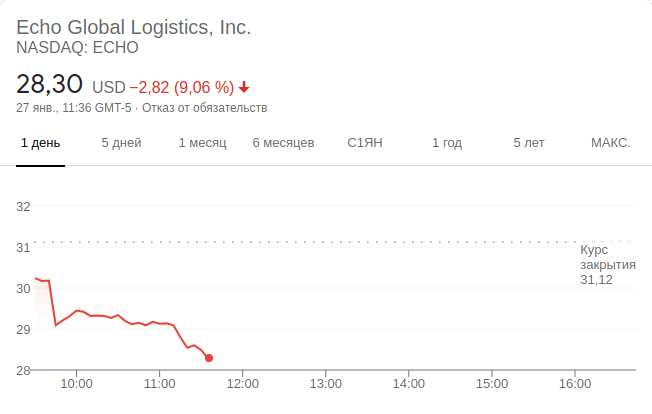 Echo Global Logistics, Inc.
NASDAQ: ECHO
28,30 USD −2,82 (9,06 %)
27 янв., 11:36 GMT-5 · Отказ от обязательств
1 день 5 дней 1 месяц 6 месяцев С1ЯН 1 год 5 лет МАКС.
32
31
Курс
закрытия
31,12
30
29
28
10:00 11:00 12:00 13:00 14:00 15:00 16:00